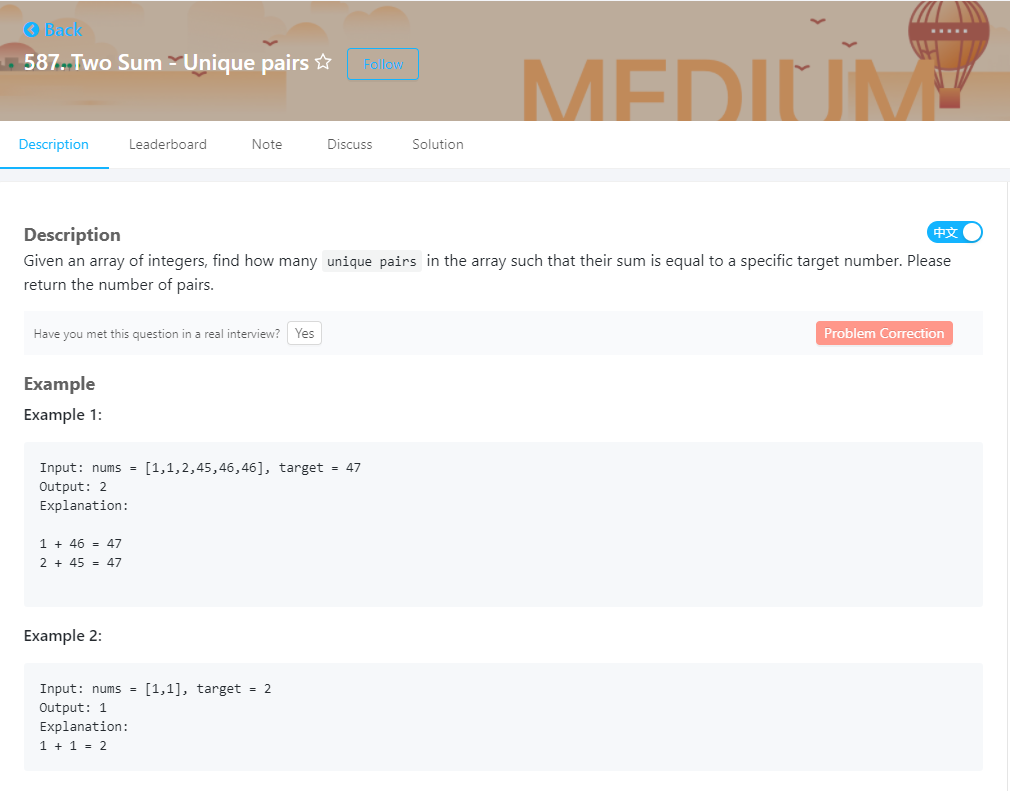 Back
587. Two Sum - Unique pairs Follow
MEDIUM
Description Leaderboard Note Discuss Solution
Description 中文
Given an array of integers, find how many unique pairs in the array such that their sum is equal to a specific target number. Please
return the number of pairs.
Have you met this question in a real interview? Yes Problem Correction
Example
Example 1:
Input: nums = [1,1,2,45,46,46], target = 47
Output: 2
Explanation:
1 + 46 = 47
2 + 45 = 47
Example 2:
Input: nums = [1,1], target = 2
Output: 1
Explanation:
1 + 1 = 2